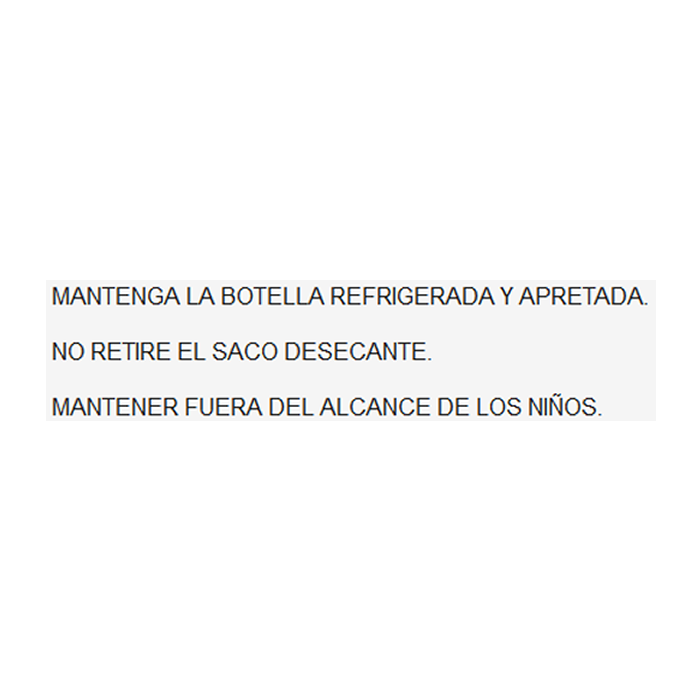 MANTENGA LA BOTELLA REFRIGERADA Y APRETADA.
NO RETIRE EL SACO DESECANTE.
MANTENER FUERA DEL ALCANCE DE LOS NIÑOS.